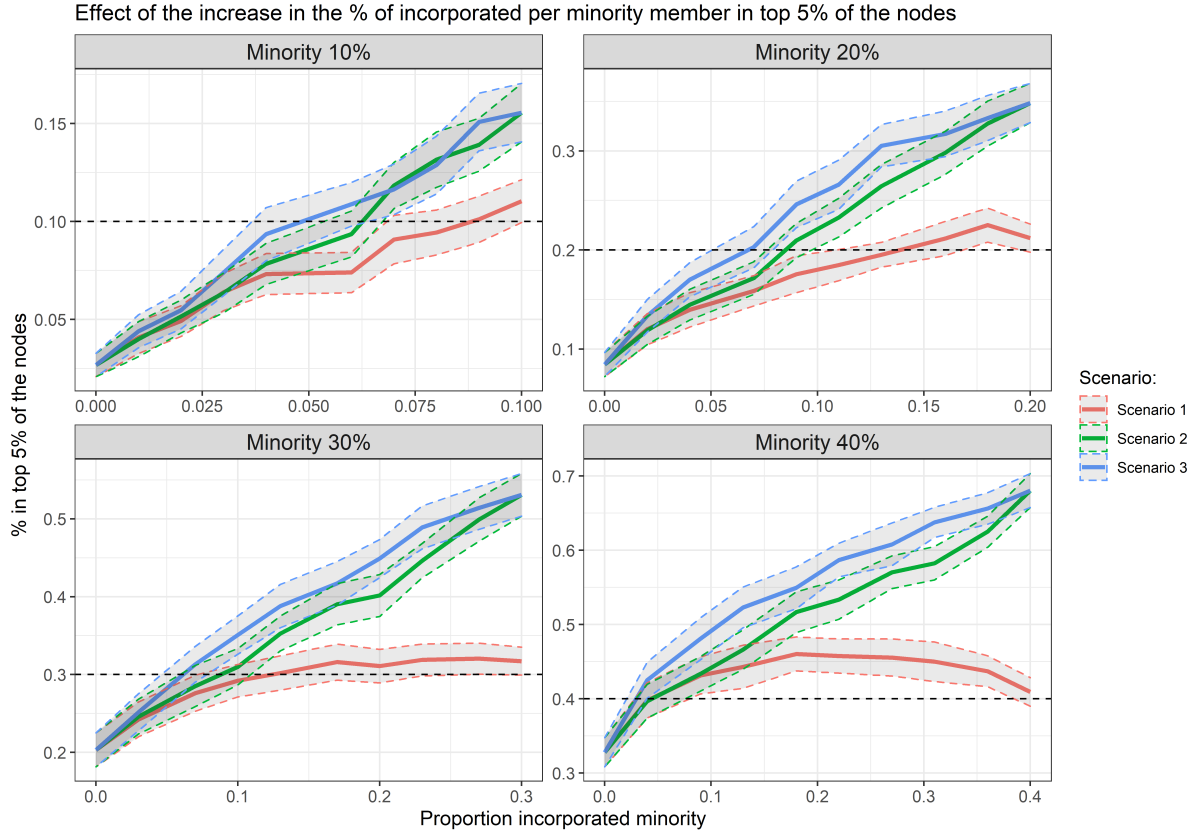 Effect of the increase in the % of incorporated per minority member in top 5% of the nodes
Minority 10%
0.15
0.10
0.05
0.000 0.025 0.050 0.075 0.100
Minority 20%
0.3
0.2
0.1
0.00 0.05 0.10 0.15 0.20
% in top 5% of the nodes
Minority 30%
0.5
0.4
0.3
0.2
0.0 0.1 0.2 0.3
Minority 40%
0.7
0.6
0.5
0.4
0.3
0.0 0.1 0.2 0.3 0.4
Proportion incorporated minority
Scenario:
Scenario 1
Scenario 2
Scenario 3